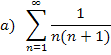 a) \sum_{n=1}^{\infty} \frac{1}{n(n+1)}